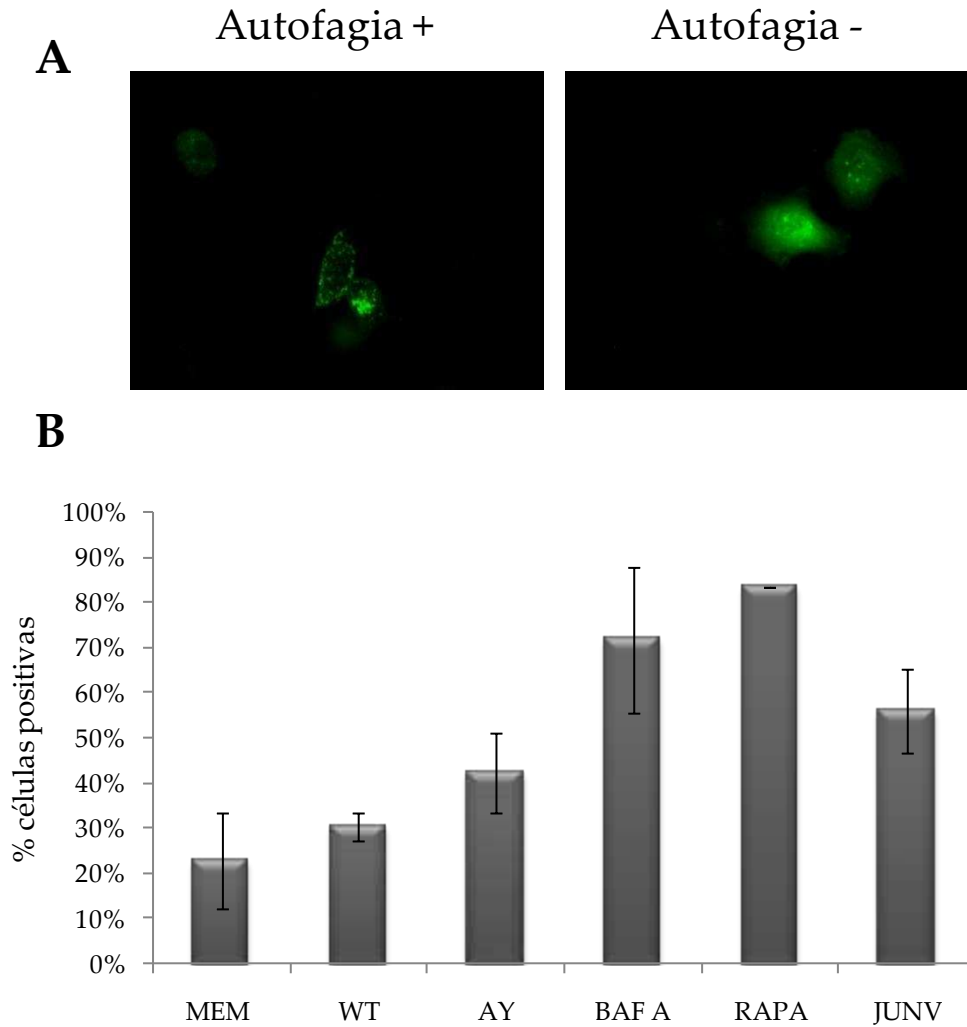 Autofagia + Autofagia -
A
B
100%
90%
80%
70%
60%
50%
40%
30%
20%
10%
0%
% células positivas
MEM WT AY BAF A RAPA JUNV